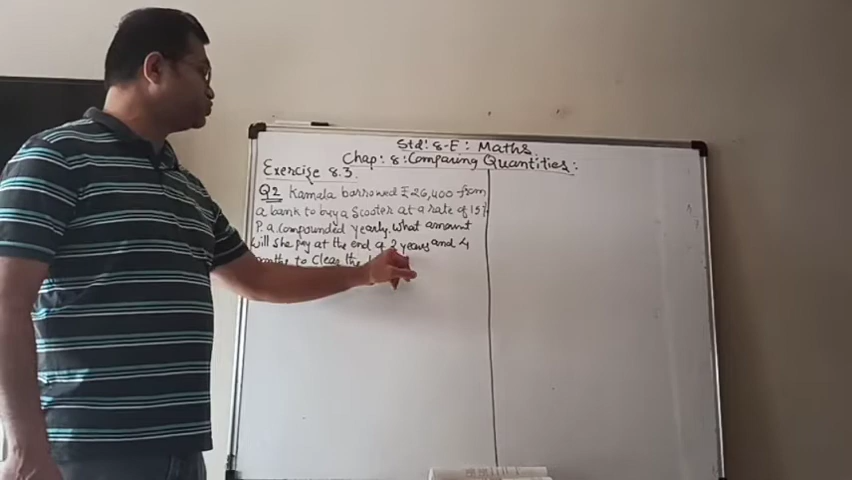 Std: 8-E: Maths.
Chap: 8: Comparing Quantities:
Exercise 8.3.
Q2 Kamala borrowed ₹26,400 from
a bank to buy a Scooter at a rate of 15%
P.a. compounded yearly. What amount
will she pay at the end of 2 years and 4
months to clear the